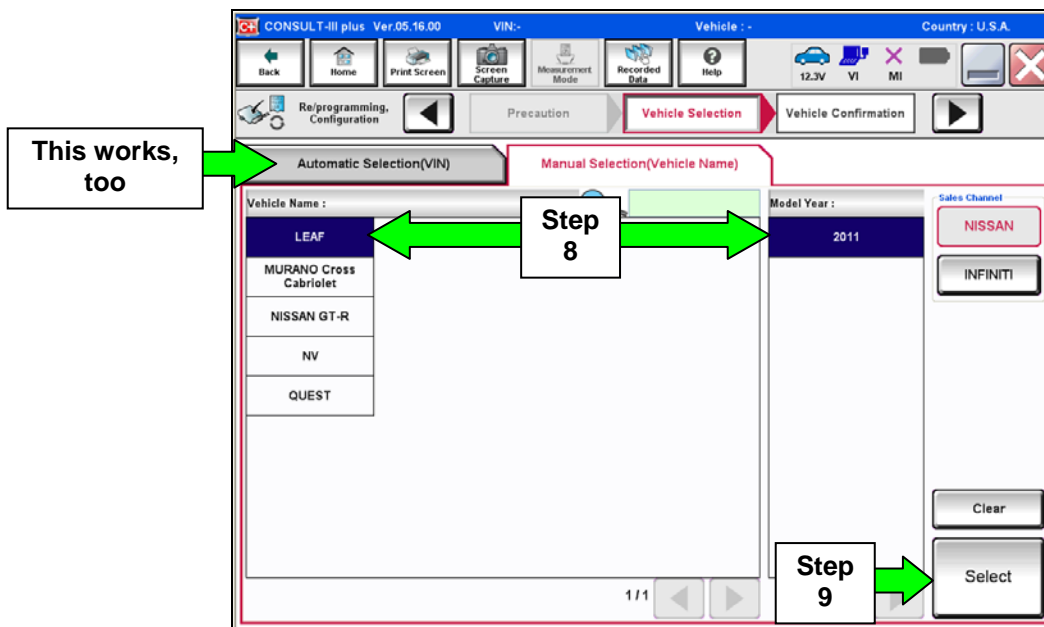 CONSULT-III plus Ver.05.16.00 VIN:- Vehicle : - Country : U.S.A.
Back Home Print Screen Screen Capture Measurement Mode Recorded Data Help 12.3V VI MI
Re/programming, Configuration Precaution Vehicle Selection Vehicle Confirmation
This works,
too
Automatic Selection(VIN) Manual Selection(Vehicle Name)
Vehicle Name : Model Year : Sales Channel
Step
8
LEAF 2011 NISSAN
MURANO Cross
Cabriolet
INFINITI
NISSAN GT-R
NV
QUEST
Clear
Step
9
Select
1/1